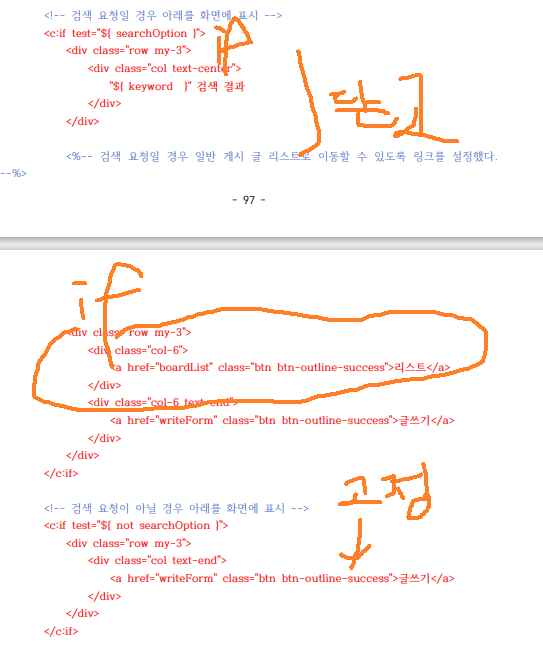 <!-- 검색 요청일 경우 아래를 화면에 표시 -->
<c:if test="${ searchOption }">
<div class="row my-3">
<div class="col text-center">
"${ keyword }" 검색 결과
</div>
</div>
if
<%-- 검색 요청일 경우 일반 게시 글 리스트로 이동할 수 있도록 링크를 설정했다.
--%>
- 97 -
if
<div class="row my-3">
<div class="col-6">
<a href="boardList" class="btn btn-outline-success">리스트</a>
</div>
<div class="col-6 text-end">
<a href="writeForm" class="btn btn-outline-success">글쓰기</a>
</div>
</div>
</c:if>
고정
<!-- 검색 요청이 아닐 경우 아래를 화면에 표시 -->
<c:if test="${ not searchOption }">
<div class="row my-3">
<div class="col text-end">
<a href="writeForm" class="btn btn-outline-success">글쓰기</a>
</div>
</div>
</c:if>